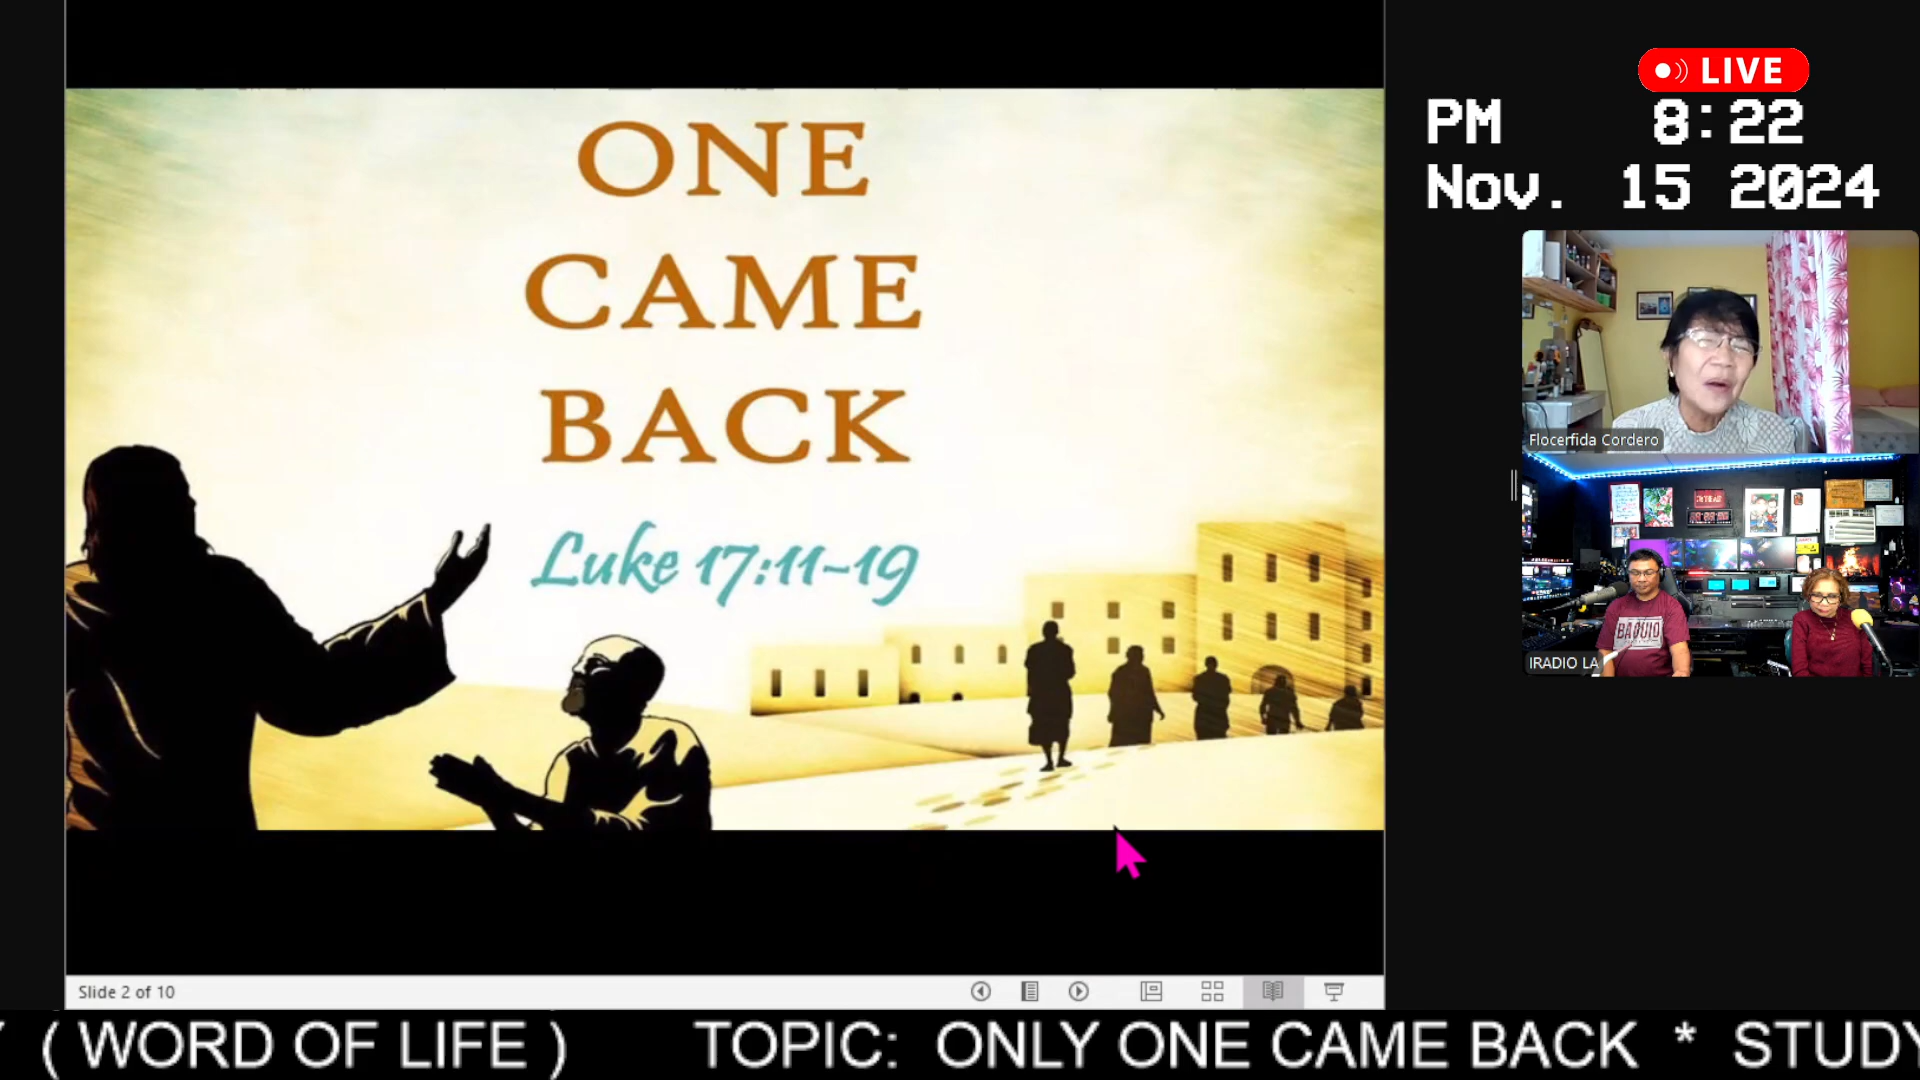 ONE
CAME
BACK
Luke 17:11-19
Slide 2 of 10
LIVE
PM 8:22
Nov. 15 2024
Flocerfida Cordero
BAGUIO
IRADIO LA
( WORD OF LIFE ) TOPIC: ONLY ONE CAME BACK * STUDY